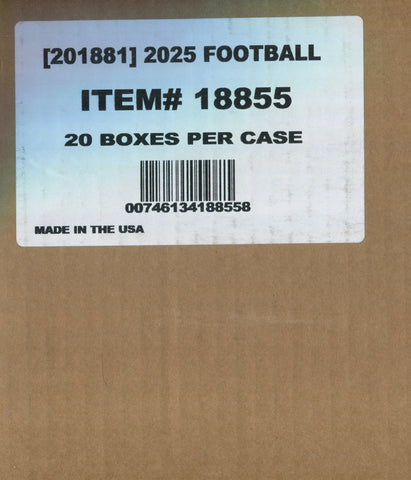 [201881] 2025 FOOTBALL
ITEM# 18855
20 BOXES PER CASE
00746134188558
MADE IN THE USA